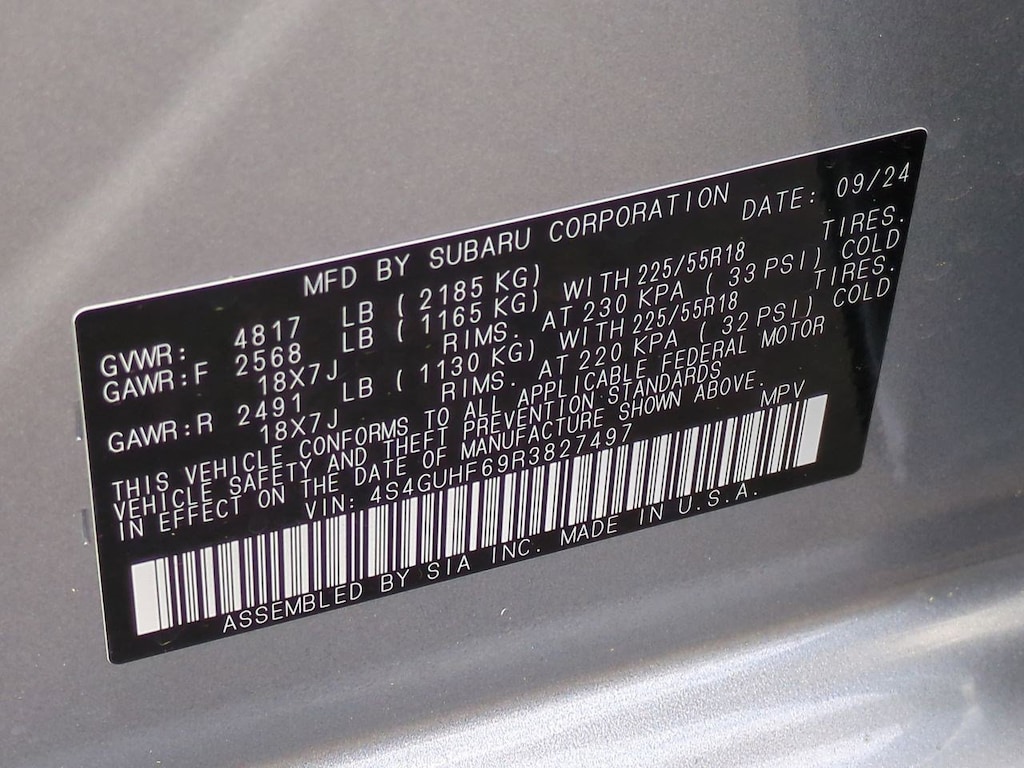 MFD BY SUBARU CORPORATION DATE: 09/24
GVWR: 4817 LB ( 2185 KG)
GAWR:F 2568 LB ( 1165 KG) WITH 225/55R18 TIRES.
18X7J RIMS. AT 230 KPA ( 33 PSI) COLD
GAWR:R 2491 LB ( 1130 KG) WITH 225/55R18 TIRES.
18X7J RIMS. AT 220 KPA ( 32 PSI) COLD
THIS VEHICLE CONFORMS TO ALL APPLICABLE FEDERAL MOTOR
VEHICLE SAFETY AND THEFT PREVENTION STANDARDS
IN EFFECT ON THE DATE OF MANUFACTURE SHOWN ABOVE.
VIN: 4S4GUHF69R3827497 MPV
ASSEMBLED BY SIA INC. MADE IN U.S.A.